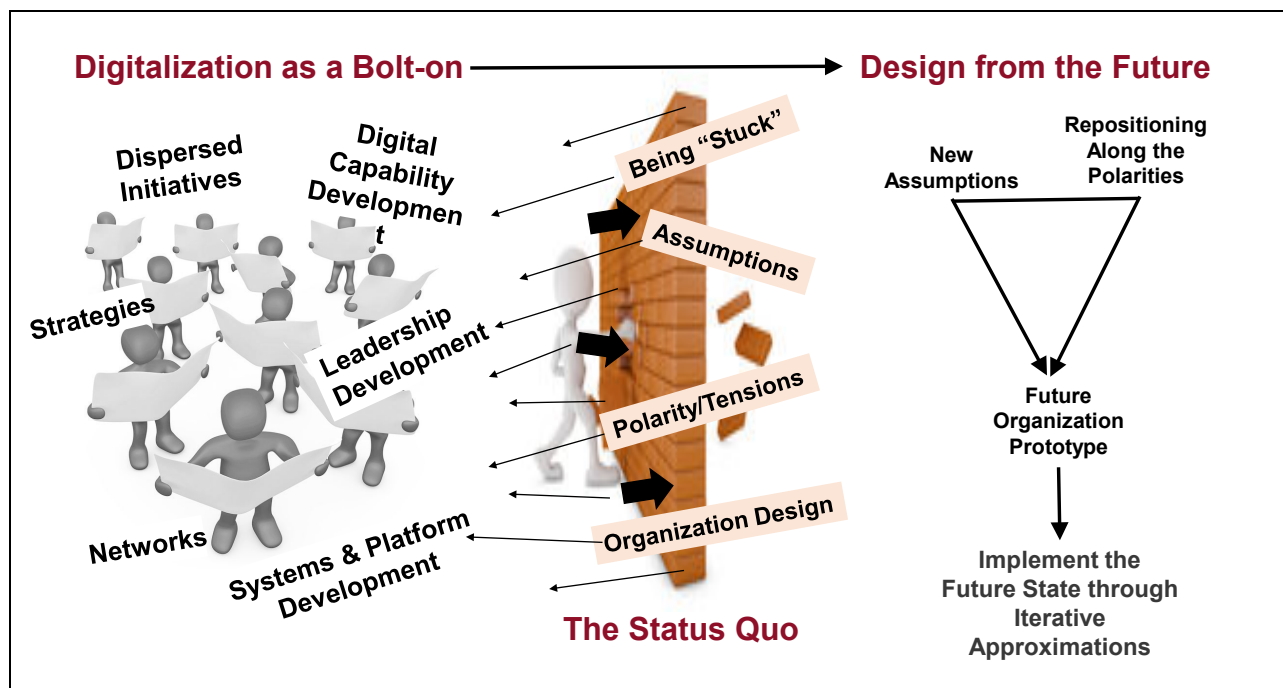 Digitalization as a Bolt-on
Design from the Future
Dispersed
Initiatives
Digital
Capability
Developmen
t
Strategies
Leadership
Development
Networks
Systems & Platform
Development
Being “Stuck”
Assumptions
Polarity/Tensions
Organization Design
The Status Quo
New
Assumptions
Repositioning
Along the
Polarities
Future
Organization
Prototype
Implement the
Future State through
Iterative
Approximations